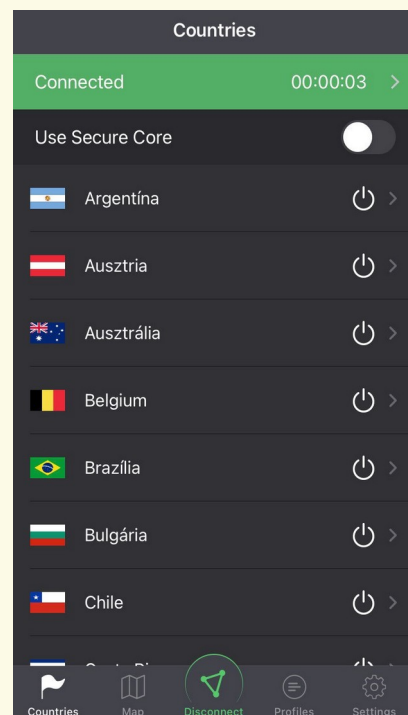 Countries
Connected 00:00:03
Use Secure Core
Argentína
Ausztria
Ausztrália
Belgium
Brazília
Bulgária
Chile
Countries Map Disconnect Profiles Settings